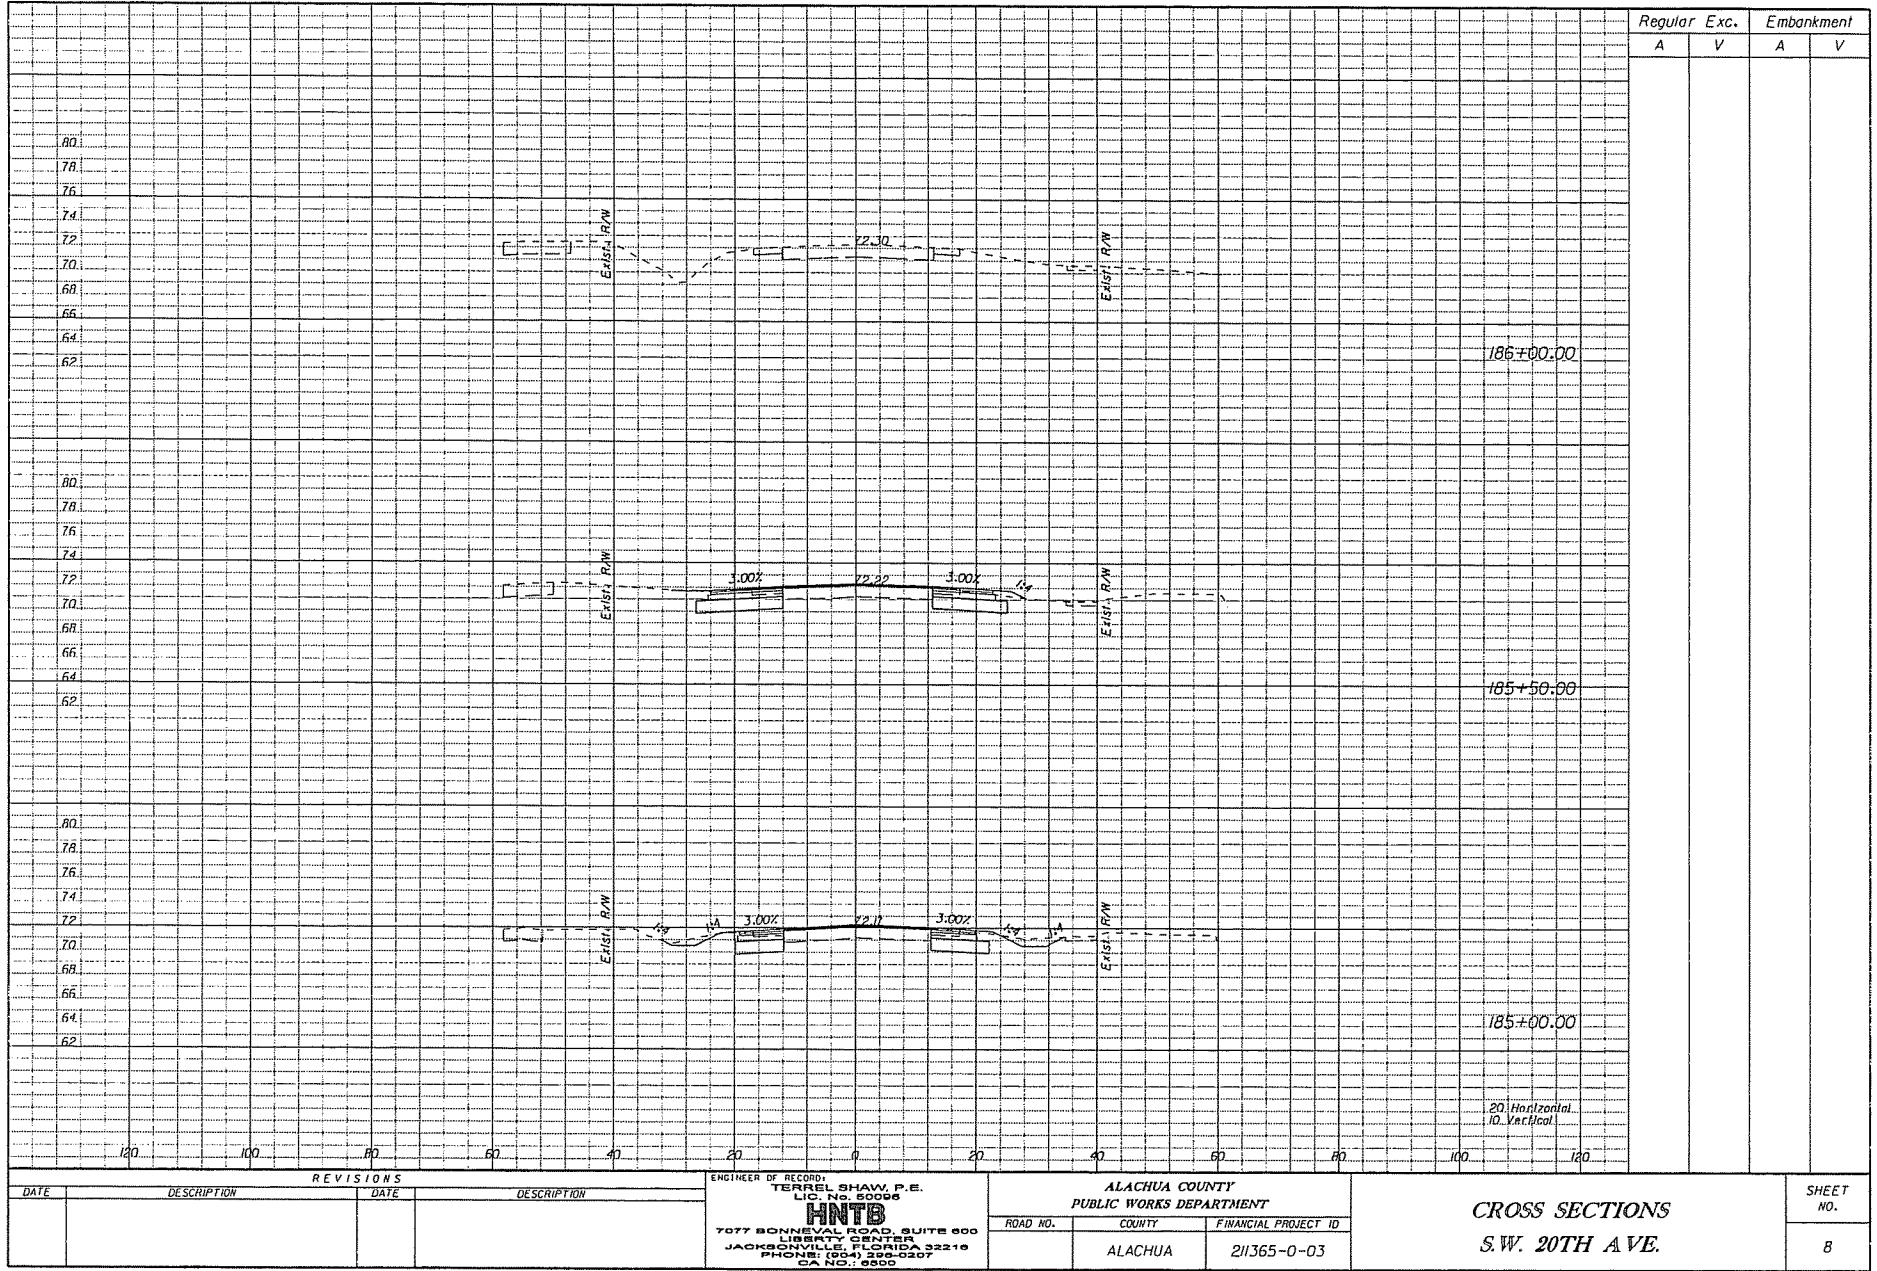 Regular Exc. Embankment
A V A V
80
78
76
74
72
70
68
66
64
62
Exist. R/W
72.30
Exist. R/W
186+00.00
80
78
76
74
72
70
68
66
64
62
Exist. R/W
3.00%
72.22
3.00%
1:4
Exist. R/W
185+50.00
80
78
76
74
72
70
68
66
64
62
Exist. R/W
1:4
1:4
3.00%
72.11
3.00%
1:4
1:4
Exist. R/W
185+00.00
20 Horizontal
10 Vertical
120 100 80 60 40 20 0 20 40 60 80 100 120
REVISIONS
DATE DESCRIPTION DATE DESCRIPTION
ENGINEER OF RECORD:
TERREL SHAW, P.E.
LIC. No. 50096
HNTB
7077 BONNEVAL ROAD, SUITE 600
LIBERTY CENTER
JACKSONVILLE, FLORIDA 32216
PHONE: (904) 296-0207
CA NO.: 6500
ALACHUA COUNTY
PUBLIC WORKS DEPARTMENT
ROAD NO. COUNTY FINANCIAL PROJECT ID
ALACHUA 211365-0-03
CROSS SECTIONS
S.W. 20TH AVE.
SHEET
NO.
8